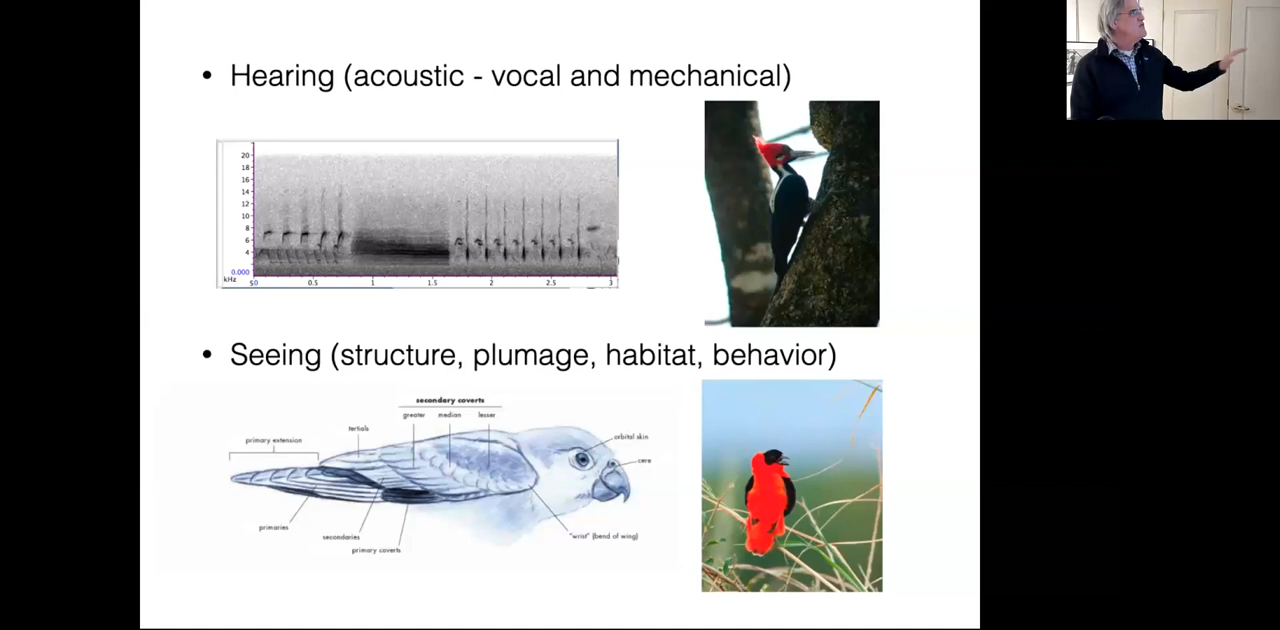 • Hearing (acoustic - vocal and mechanical)
20
18
16
14
12
10
8
6
4
0.000
kHz
0.5
1
1.5
2
2.5
3
• Seeing (structure, plumage, habitat, behavior)
secondary coverts
greater median lesser
tertials
primary extension
orbital skin
cere
primaries
secondaries
primary coverts
"wrist" (bend of wing)